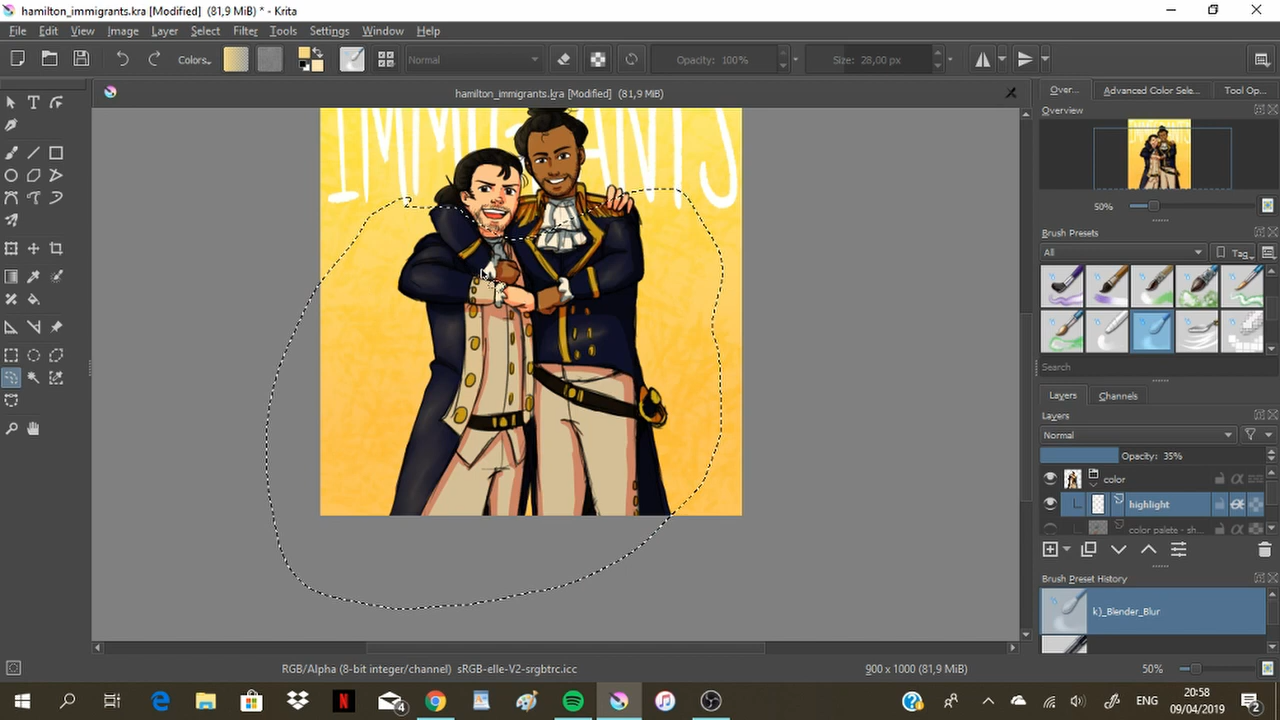 hamilton_immigrants.kra [Modified] (81,9 MiB) * - Krita
File Edit View Image Layer Select Filter Tools Settings Window Help
Colors Normal Opacity: 100% Size: 28,00 px
hamilton_immigrants.kra [Modified] (81,9 MiB)
IMMIGRANTS
Over... Advanced Color Sele... Tool Op...
Overview
50%
Brush Presets
All Tag
Search
Layers Channels
Layers
Normal
Opacity: 35%
color
highlight
color palete - sh...
Brush Preset History
k)_Blender_Blur
RGB/Alpha (8-bit integer/channel) sRGB-elle-V2-srgbtrc.icc 900 x 1000 (81,9 MiB) 50%
4 ENG 20:58
09/04/2019 2